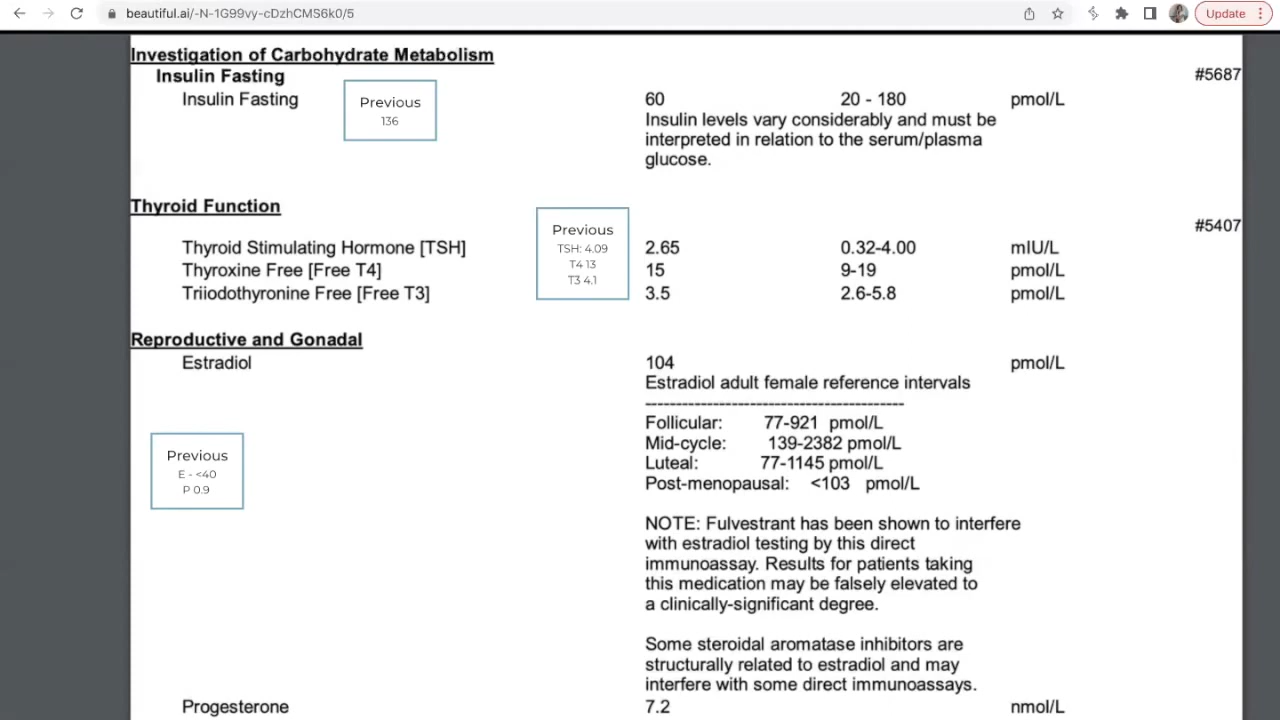 beautiful.ai/-N-1G99vy-cDzhCMS6k0/5
Update
Investigation of Carbohydrate Metabolism
Insulin Fasting
#5687
Insulin Fasting
Previous
136
60 20 - 180 pmol/L
Insulin levels vary considerably and must be
interpreted in relation to the serum/plasma
glucose.
Thyroid Function
#5407
Previous
TSH: 4.09
T4 13
T3 4.1
Thyroid Stimulating Hormone [TSH] 2.65 0.32-4.00 mIU/L
Thyroxine Free [Free T4] 15 9-19 pmol/L
Triiodothyronine Free [Free T3] 3.5 2.6-5.8 pmol/L
Reproductive and Gonadal
Estradiol 104 pmol/L
Estradiol adult female reference intervals
------------------------------------------
Follicular: 77-921 pmol/L
Mid-cycle: 139-2382 pmol/L
Luteal: 77-1145 pmol/L
Post-menopausal: <103 pmol/L
Previous
E - <40
P 0.9
NOTE: Fulvestrant has been shown to interfere
with estradiol testing by this direct
immunoassay. Results for patients taking
this medication may be falsely elevated to
a clinically-significant degree.
Some steroidal aromatase inhibitors are
structurally related to estradiol and may
interfere with some direct immunoassays.
Progesterone 7.2 nmol/L